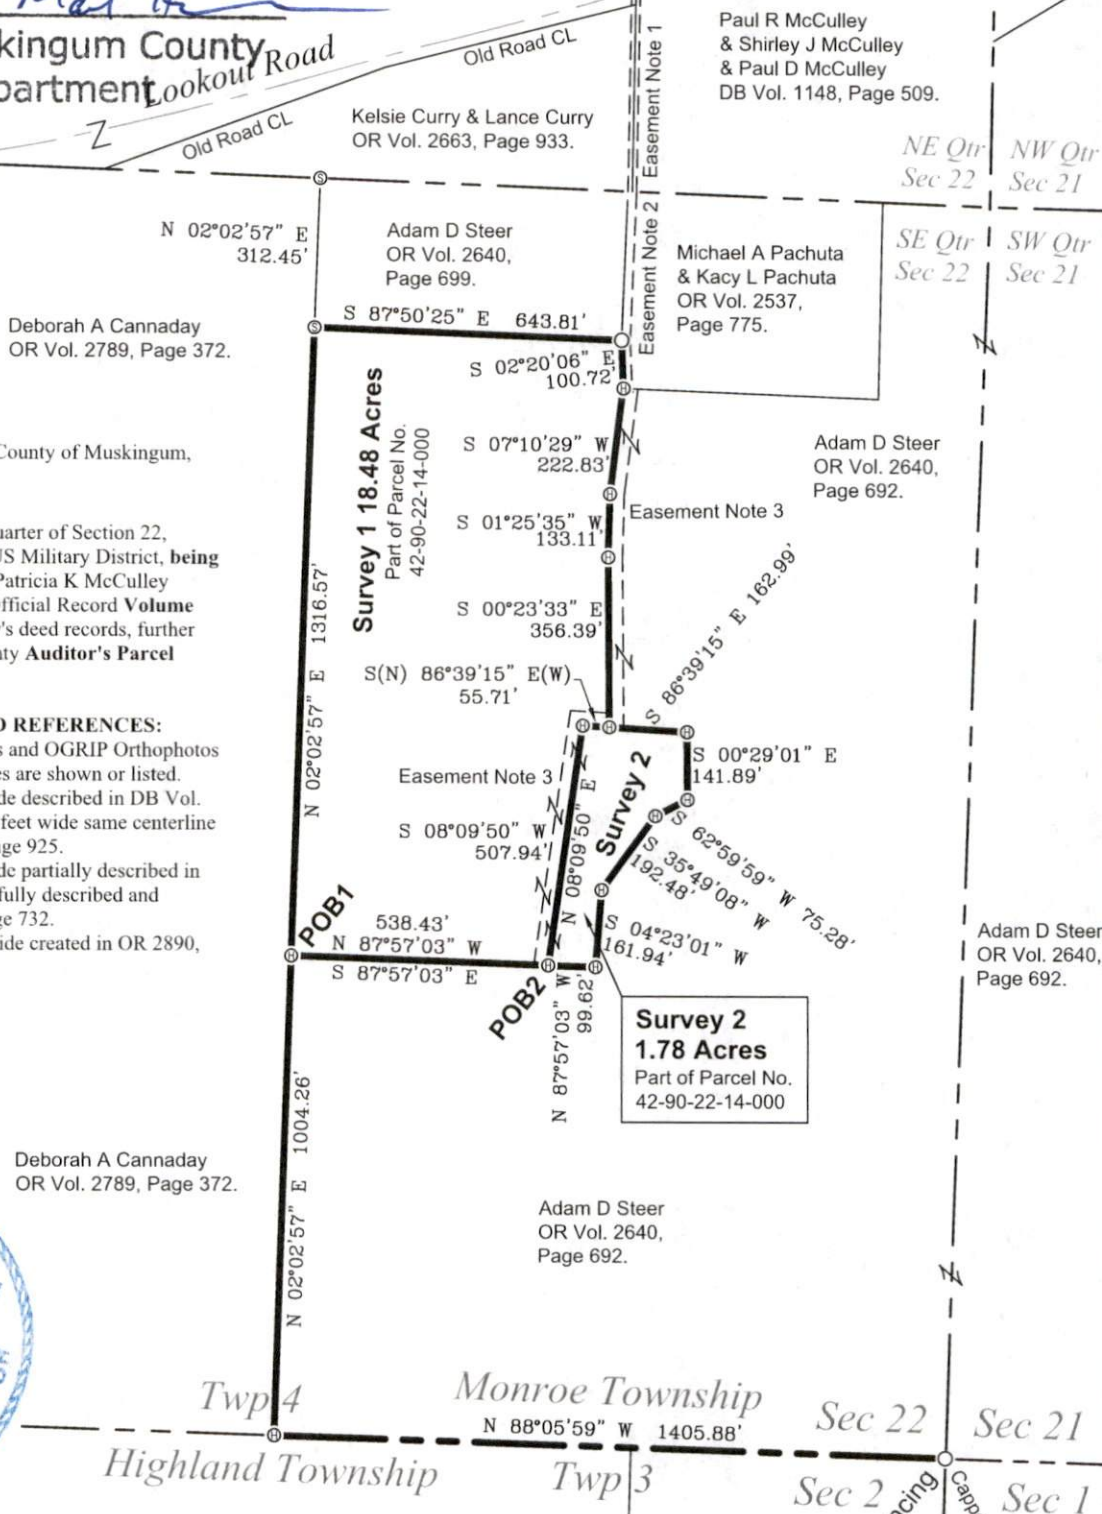 kingum County
partment
Lookout Road
Old Road CL
Old Road CL
Z
Kelsie Curry & Lance Curry
OR Vol. 2663, Page 933.
Easement Note 1
Paul R McCulley
& Shirley J McCulley
& Paul D McCulley
DB Vol. 1148, Page 509.
NE Qtr
Sec 22
NW Qtr
Sec 21
SE Qtr
Sec 22
SW Qtr
Sec 21
N 02°02'57" E
312.45'
Adam D Steer
OR Vol. 2640,
Page 699.
Easement Note 2
Michael A Pachuta
& Kacy L Pachuta
OR Vol. 2537,
Page 775.
Deborah A Cannaday
OR Vol. 2789, Page 372.
S 87°50'25" E 643.81'
S 02°20'06" E
100.72'
S 07°10'29" W
222.83'
Adam D Steer
OR Vol. 2640,
Page 692.
County of Muskingum,
Survey 1 18.48 Acres
Part of Parcel No.
42-90-22-14-000
S 01°25'35" W
133.11'
Easement Note 3
uarter of Section 22,
US Military District, being
Patricia K McCulley
fficial Record Volume
's deed records, further
nty Auditor's Parcel
N 02°02'57" E 1316.57'
S 00°23'33" E
356.39'
S 86°39'15" E 162.99'
S(N) 86°39'15" E(W)
55.71'
D REFERENCES:
s and OGRIP Orthophotos
es are shown or listed.
de described in DB Vol.
feet wide same centerline
ge 925.
de partially described in
fully described and
ge 732.
ide created in OR 2890,
S 00°29'01" E
141.89'
Easement Note 3
Survey 2
S 08°09'50" W
507.94'
N 08°09'50" E
S 62°59'59" W 75.28'
S 35°49'08" W
192.48'
S 04°23'01" W
161.94'
POB1
538.43'
N 87°57'03" W
S 87°57'03" E
POB2
N 87°57'03" W
99.62'
Adam D Steer
OR Vol. 2640,
Page 692.
Survey 2
1.78 Acres
Part of Parcel No.
42-90-22-14-000
N 02°02'57" E 1004.26'
Deborah A Cannaday
OR Vol. 2789, Page 372.
Adam D Steer
OR Vol. 2640,
Page 692.
Twp 4
Monroe Township
Sec 22
Sec 21
N 88°05'59" W 1405.88'
Highland Township
Twp 3
Sec 2
Sec 1
cing
Capp